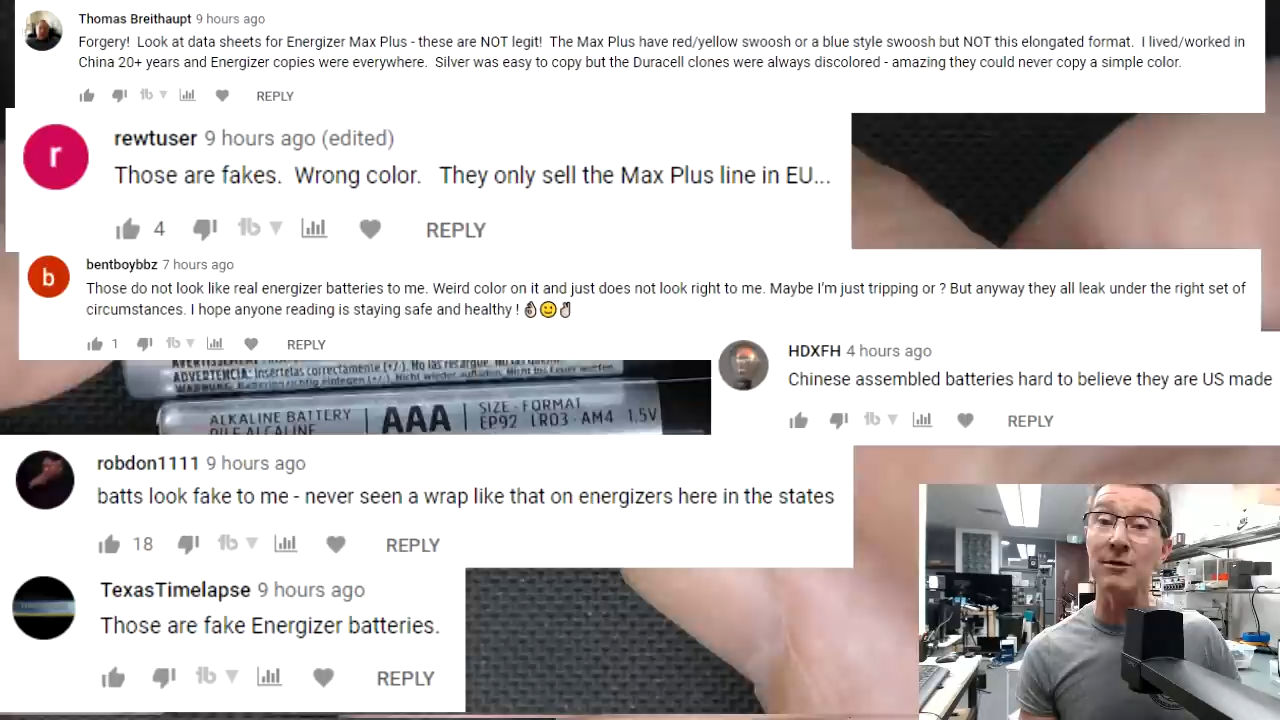 Thomas Breithaupt 9 hours ago
Forgery! Look at data sheets for Energizer Max Plus - these are NOT legit! The Max Plus have red/yellow swoosh or a blue style swoosh but NOT this elongated format. I lived/worked in
China 20+ years and Energizer copies were everywhere. Silver was easy to copy but the Duracell clones were always discolored - amazing they could never copy a simple color.
REPLY
r
rewtuser 9 hours ago (edited)
Those are fakes. Wrong color. They only sell the Max Plus line in EU...
4 REPLY
b
bentboybbz 7 hours ago
Those do not look like real energizer batteries to me. Weird color on it and just does not look right to me. Maybe I'm just tripping or ? But anyway they all leak under the right set of
circumstances. I hope anyone reading is staying safe and healthy ! 👌🙂✌
1 REPLY
ADVERTENCIA: Insértelas correctamente (+/-). No las recargue.
ALKALINE BATTERY
AAA
SIZE · FORMAT
EP92 LR03 · AM4 1,5V
HDXFH 4 hours ago
Chinese assembled batteries hard to believe they are US made
REPLY
robdon1111 9 hours ago
batts look fake to me - never seen a wrap like that on energizers here in the states
18 REPLY
TexasTimelapse 9 hours ago
Those are fake Energizer batteries.
REPLY